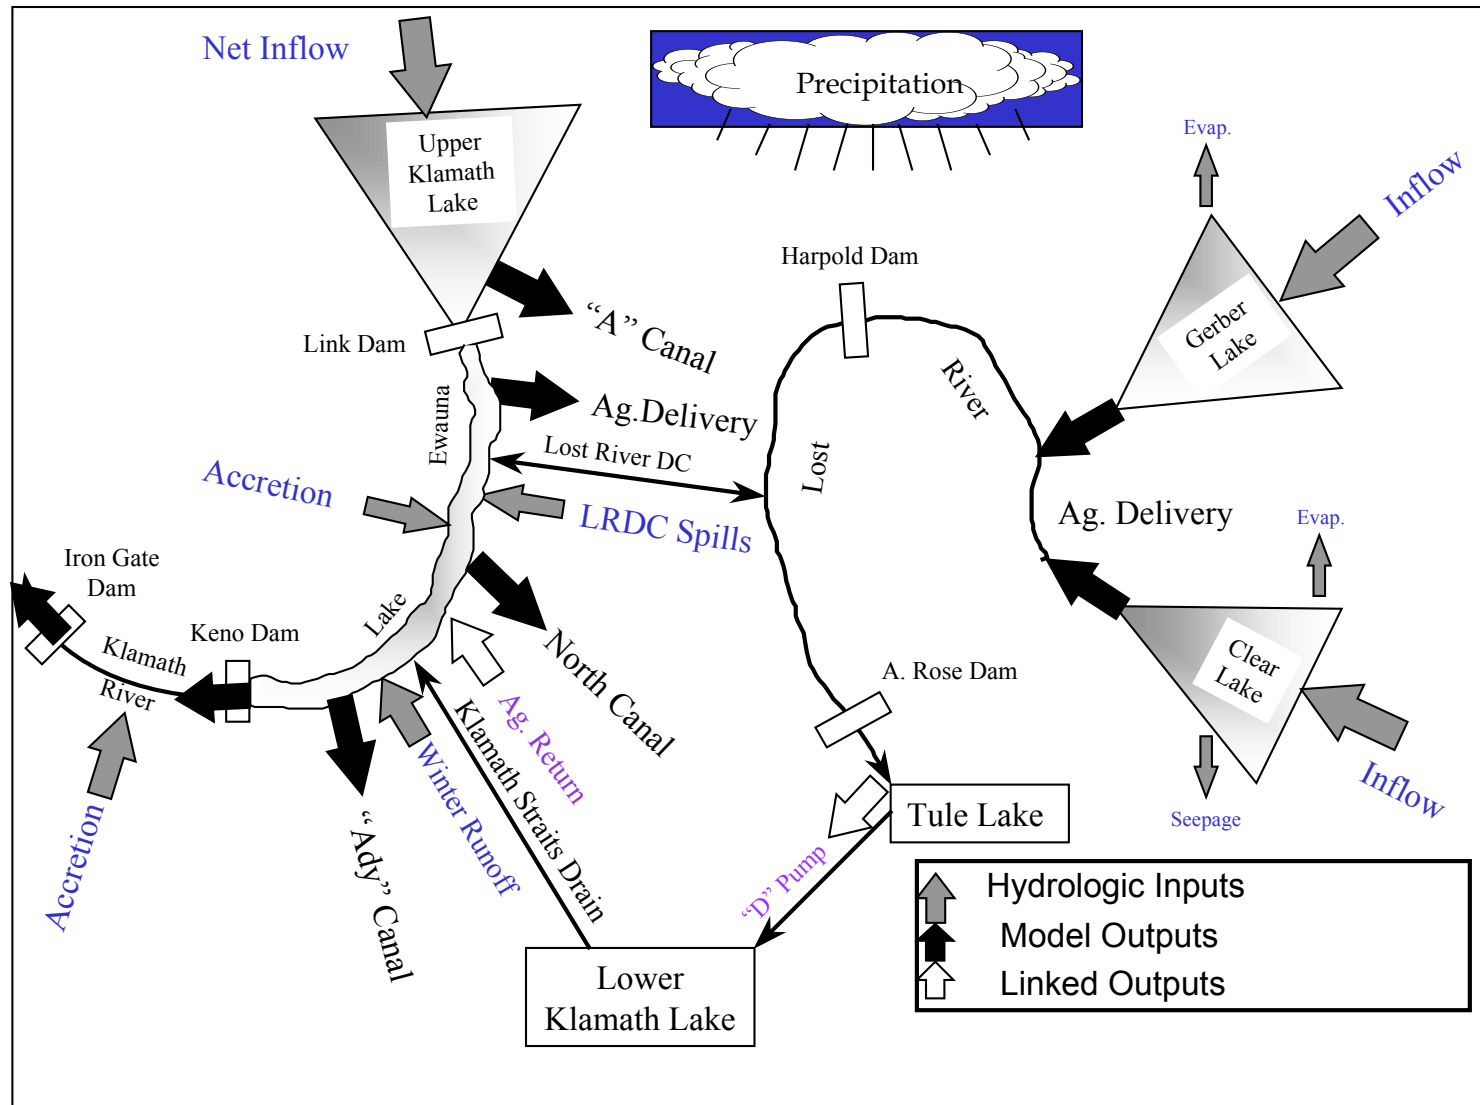 Net Inflow
Precipitation
Upper
Klamath
Lake
Evap.
Inflow
Harpold Dam
Gerber
Lake
“A” Canal
Link Dam
River
Ag.Delivery
Ewauna
Lost River DC
Lost
Accretion
LRDC Spills
Ag. Delivery
Evap.
Iron Gate
Dam
Lake
Keno Dam
Klamath
River
North Canal
A. Rose Dam
Clear
Lake
Ag. Return
Klamath Straits Drain
Winter Runoff
Inflow
Seepage
Accretion
“Ady” Canal
Tule Lake
“D” Pump
Lower
Klamath Lake
Hydrologic Inputs
Model Outputs
Linked Outputs